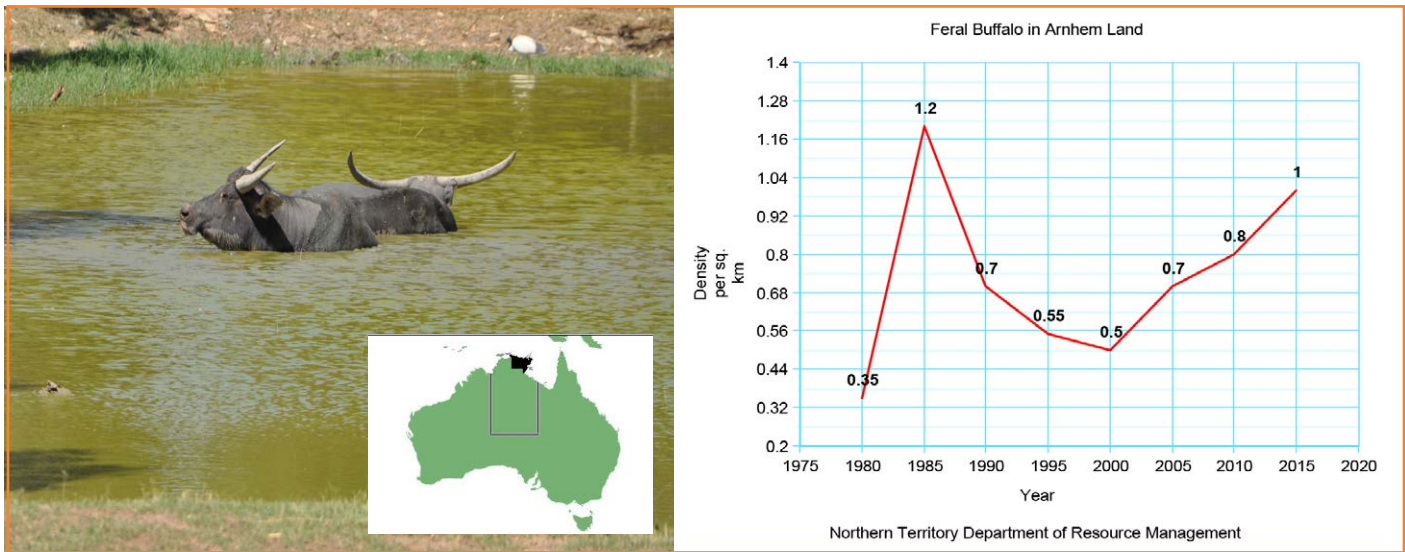 Feral Buffalo in Arnhem Land
1.4
1.28
1.16
1.04
0.92
0.8
0.68
0.56
0.44
0.32
0.2
Density
per sq.
km
0.35
1.2
0.7
0.55
0.5
0.7
0.8
1
1975 1980 1985 1990 1995 2000 2005 2010 2015 2020
Year
Northern Territory Department of Resource Management